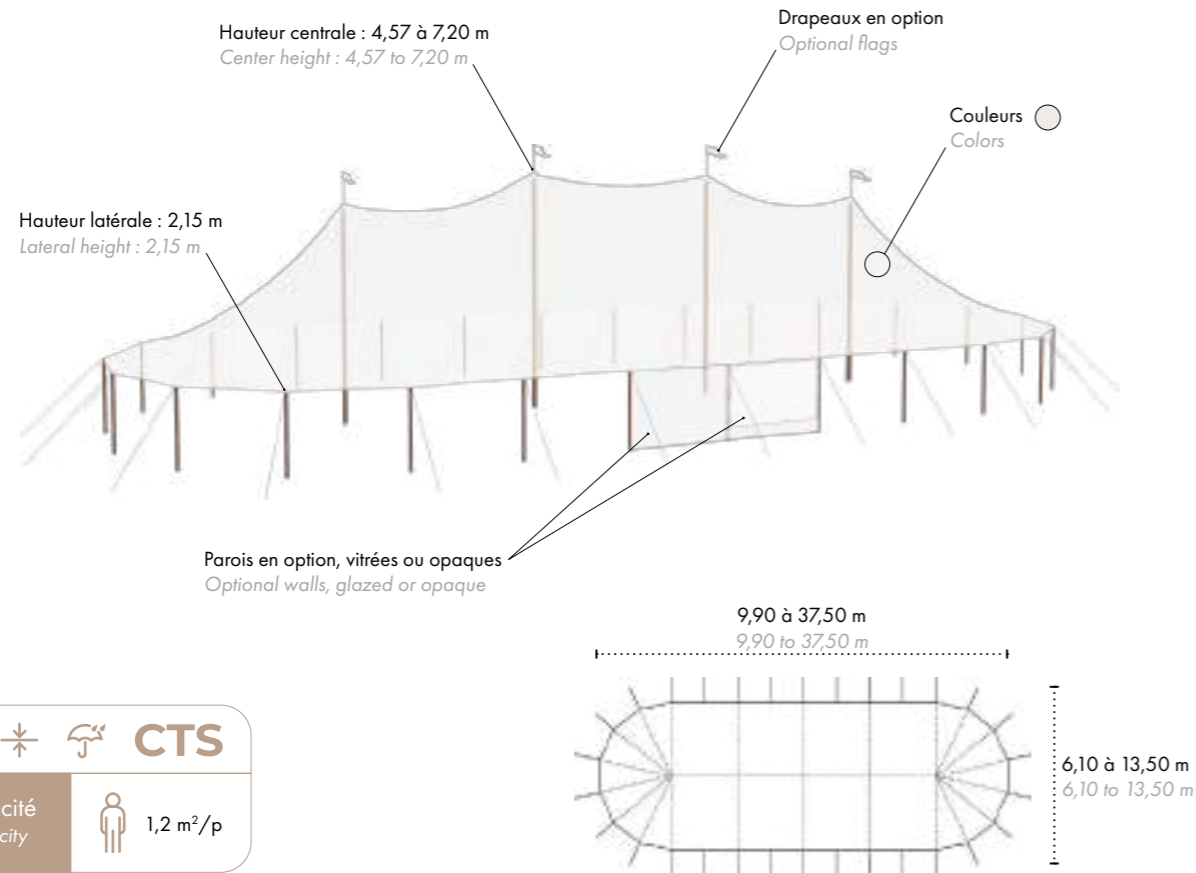 Hauteur centrale : 4,57 à 7,20 m
Center height : 4,57 to 7,20 m
Drapeaux en option
Optional flags
Couleurs
Colors
Hauteur latérale : 2,15 m
Lateral height : 2,15 m
Parois en option, vitrées ou opaques
Optional walls, glazed or opaque
9,90 à 37,50 m
9,90 to 37,50 m
6,10 à 13,50 m
6,10 to 13,50 m
CTS
cité
city
1,2 m²/p